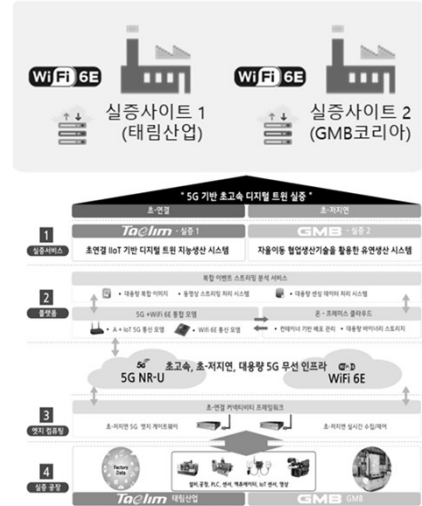 WiFi 6E
WiFi 6E
실증사이트 1
(태림산업)
실증사이트 2
(GMB코리아)
" 5G 기반 초고속 디지털 트윈 실증 "
초-연결
초-저지연
1
실증서비스
Taelim - 실증 1
GMB - 실증 2
초연결 IIoT 기반 디지털 트윈 지능생산 시스템
자율이동 협업생산기술을 활용한 유연생산 시스템
2
플랫폼
복합 이벤트 스트리밍 분석 서비스
• 대용량 복합 이미지
• 동영상 스트리밍 처리 시스템
• 대용량 센싱 데이터 처리 시스템
5G +WiFi 6E 통합 모뎀
온 - 프레미스 클라우드
• A + IoT 5G 통신 모뎀
• Wifi 6E 통신 모뎀
• 컨테이너 기반 배포 관리
• 대용량 바이너리 스토리지
초고속, 초-저지연, 대용량 5G 무선 인프라
5G
5G NR-U
WiFi 6E
3
엣지 컴퓨팅
초-연결 커넥티비티 프레임워크
초-저지연 5G 엣지 게이트웨이
초-저지연 실시간 수집/제어
4
실증 공장
Factory
Data
설비,공정, PLC, 센서, 액츄에이터, IoT 센서, 영상
Taelim 태림산업
GMB GMB